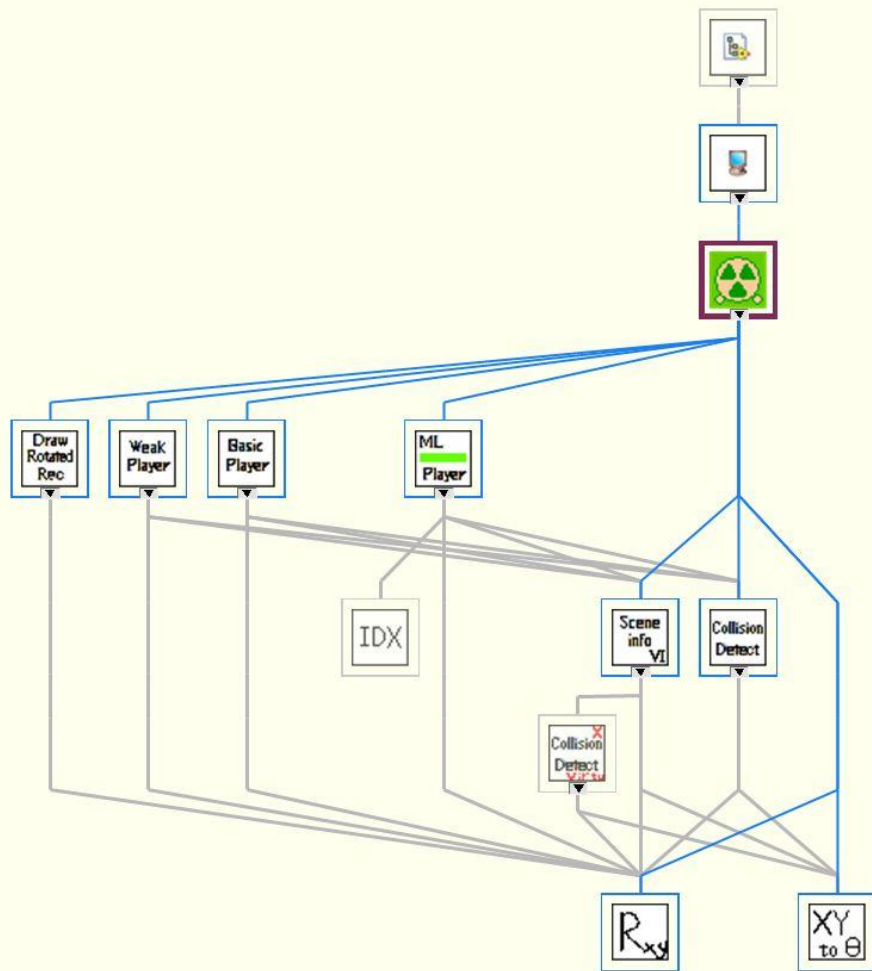 Draw
Rotated
Rec
Weak
Player
Basic
Player
ML
Player
IDX
Scene
info
VI
Collision
Detect
X
Collision
Detect
Rxy
XY
to θ